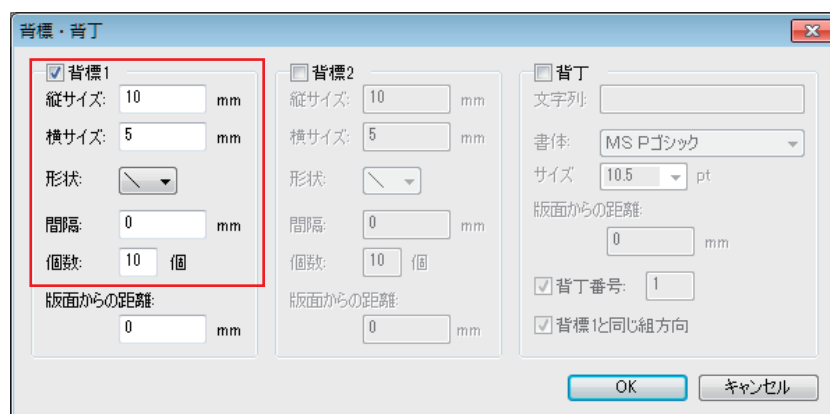 背標・背丁
背標1
縦サイズ: 10 mm
横サイズ: 5 mm
形状:
間隔: 0 mm
個数: 10 個
版面からの距離:
0 mm
背標2
縦サイズ: 10 mm
横サイズ: 5 mm
形状:
間隔: 0 mm
個数: 10 個
版面からの距離:
0 mm
背丁
文字列:
書体: MS Pゴシック
サイズ 10.5 pt
版面からの距離:
0 mm
背丁番号: 1
背標1と同じ組方向
OK キャンセル